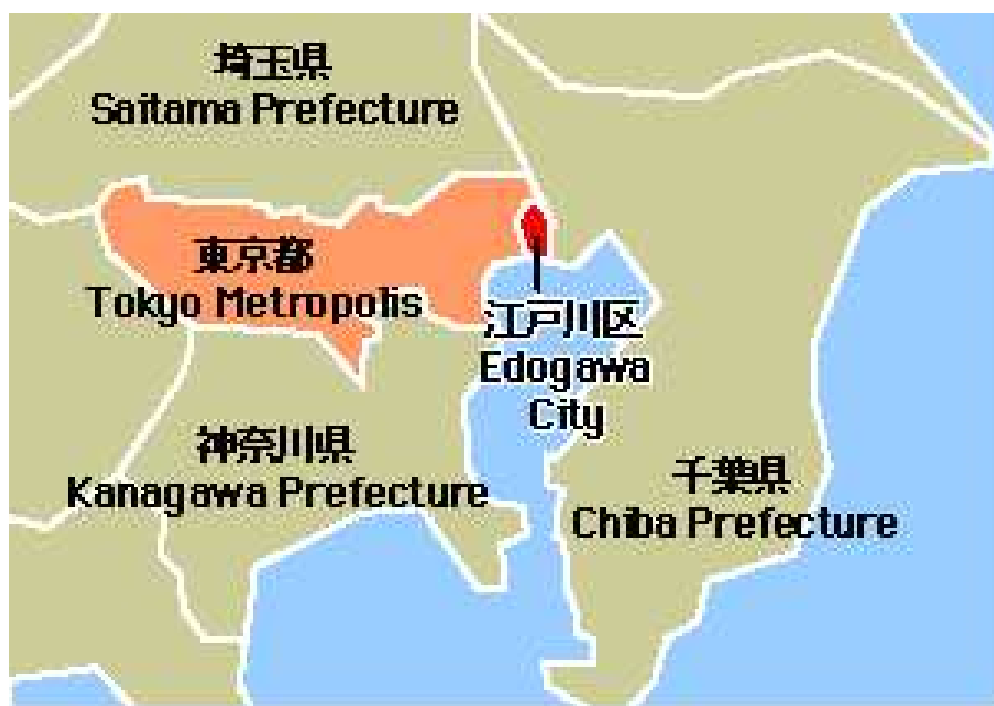 埼玉県
Saitama Prefecture
東京都
Tokyo Metropolis
江戸川区
Edogawa
City
神奈川県
Kanagawa Prefecture
千葉県
Chiba Prefecture